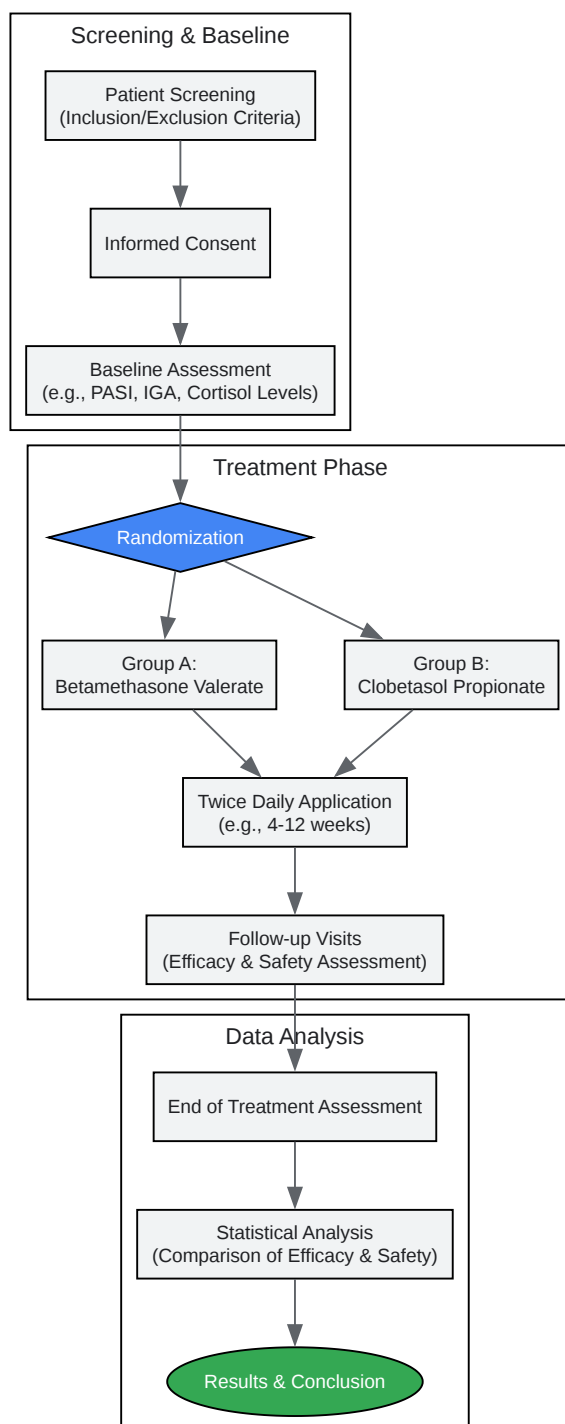 Screening & Baseline
Patient Screening
(Inclusion/Exclusion Criteria)
Informed Consent
Baseline Assessment
(e.g., PASI, IGA, Cortisol Levels)
Treatment Phase
Randomization
Group A:
Betamethasone Valerate
Group B:
Clobetasol Propionate
Twice Daily Application
(e.g., 4-12 weeks)
Follow-up Visits
(Efficacy & Safety Assessment)
Data Analysis
End of Treatment Assessment
Statistical Analysis
(Comparison of Efficacy & Safety)
Results & Conclusion